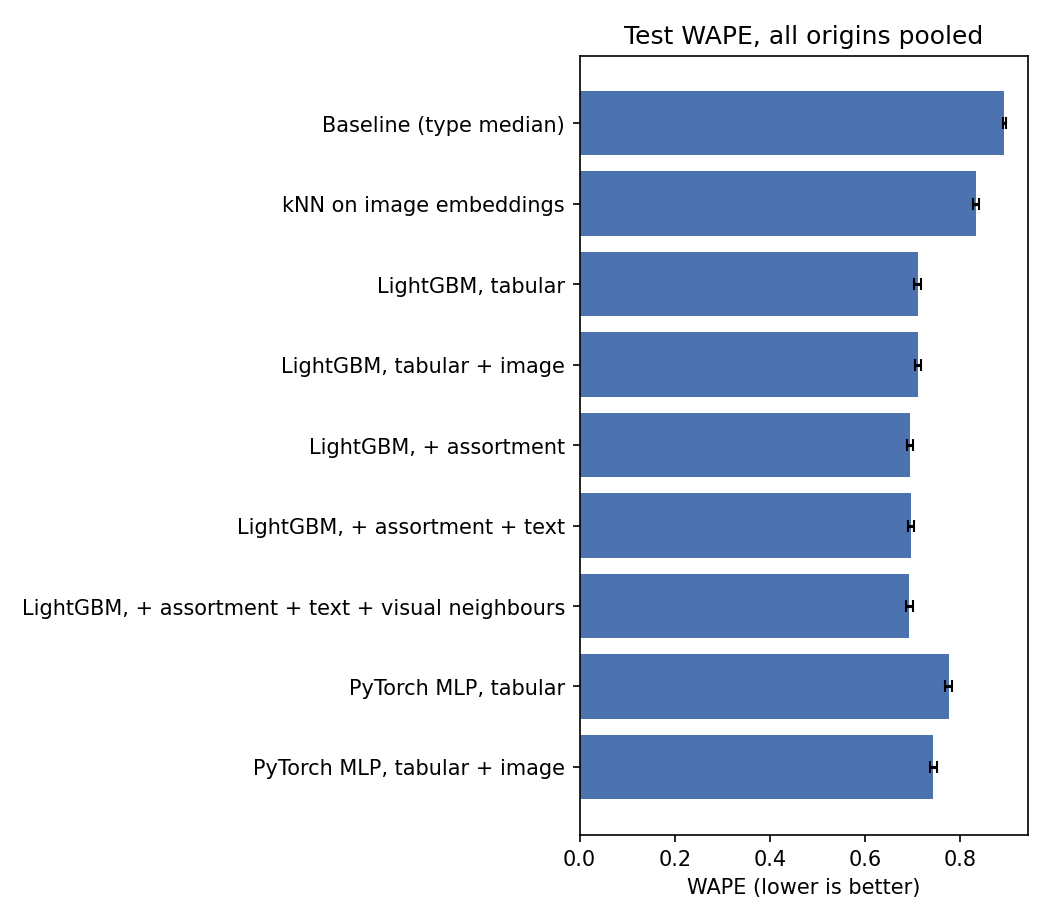 Test WAPE, all origins pooled
Baseline (type median)
kNN on image embeddings
LightGBM, tabular
LightGBM, tabular + image
LightGBM, + assortment
LightGBM, + assortment + text
LightGBM, + assortment + text + visual neighbours
PyTorch MLP, tabular
PyTorch MLP, tabular + image
0.0 0.2 0.4 0.6 0.8
WAPE (lower is better)